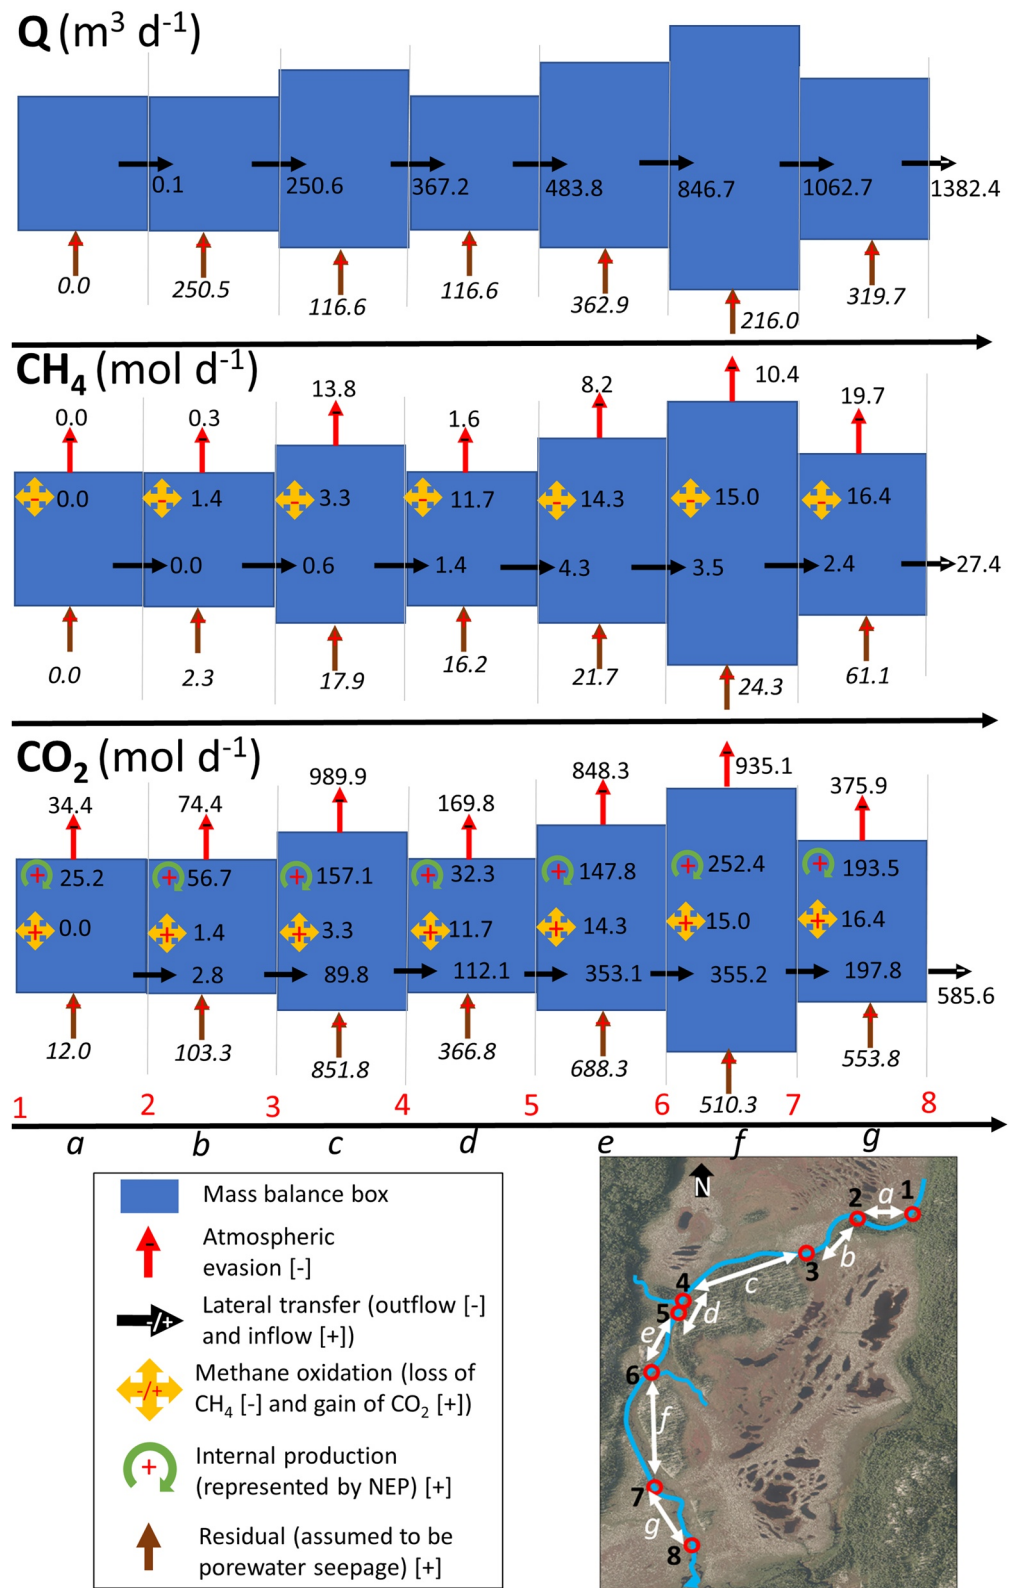 Q (m³ d⁻¹)
0.1 250.6 367.2 483.8 846.7 1062.7 1382.4
0.0 250.5 116.6 116.6 362.9 216.0 319.7
CH₄ (mol d⁻¹)
0.0 0.3 13.8 1.6 8.2 10.4 19.7
- - - - - - -
0.0 1.4 3.3 11.7 14.3 15.0 16.4
- - - - - - -
0.0 0.6 1.4 4.3 3.5 2.4 27.4
0.0 2.3 17.9 16.2 21.7 24.3 61.1
CO₂ (mol d⁻¹)
34.4 74.4 989.9 169.8 848.3 935.1 375.9
- - - - - - -
25.2 56.7 157.1 32.3 147.8 252.4 193.5
+ + + + + + +
0.0 1.4 3.3 11.7 14.3 15.0 16.4
+ + + + + + +
2.8 89.8 112.1 353.1 355.2 197.8 585.6
12.0 103.3 851.8 366.8 688.3 510.3 553.8
1 2 3 4 5 6 7 8
a b c d e f g
Mass balance box
-
Atmospheric
evasion [-]
-/+
Lateral transfer (outflow [-]
and inflow [+])
-/+
Methane oxidation (loss of
CH₄ [-] and gain of CO₂ [+])
+
Internal production
(represented by NEP) [+]
Residual (assumed to be
porewater seepage) [+]
N
1
a
2
b
3
c
4
d
5
e
6
f
7
g
8